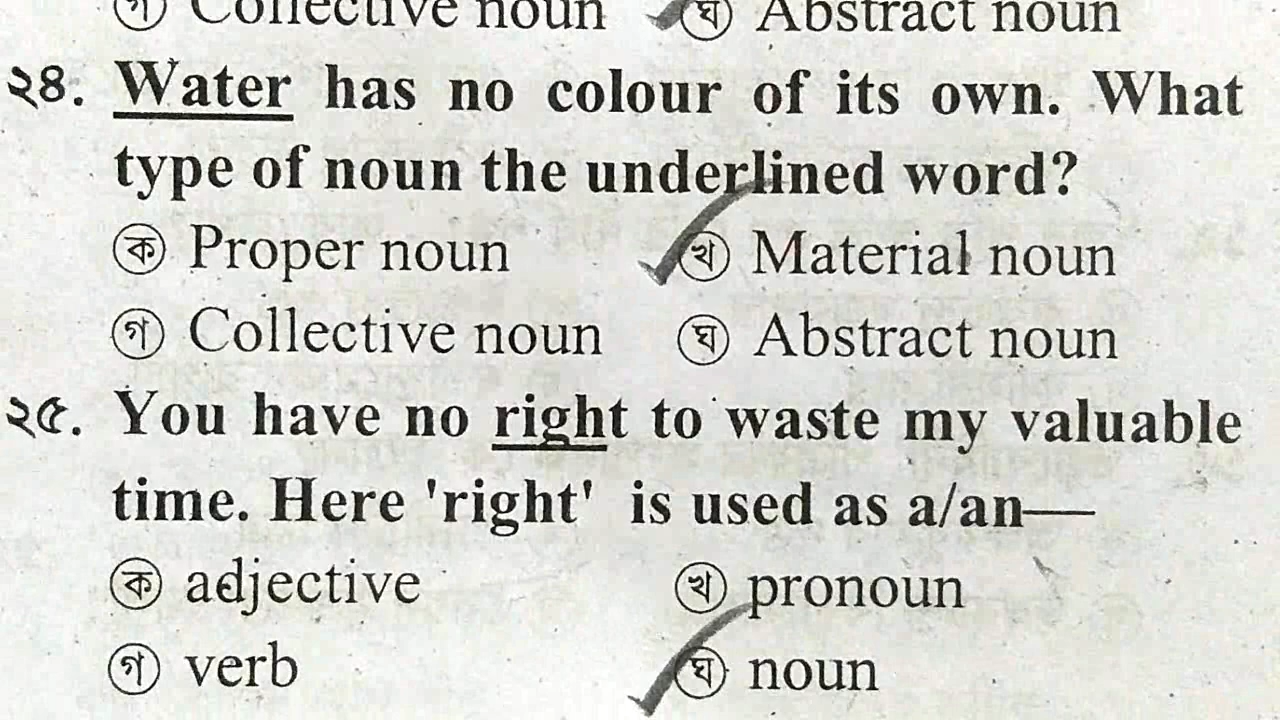 গ Collective noun ঘ Abstract noun
২৪. Water has no colour of its own. What
type of noun the underlined word?
ক Proper noun খ Material noun
গ Collective noun ঘ Abstract noun
২৫. You have no right to waste my valuable
time. Here 'right' is used as a/an—
ক adjective খ pronoun
গ verb ঘ noun